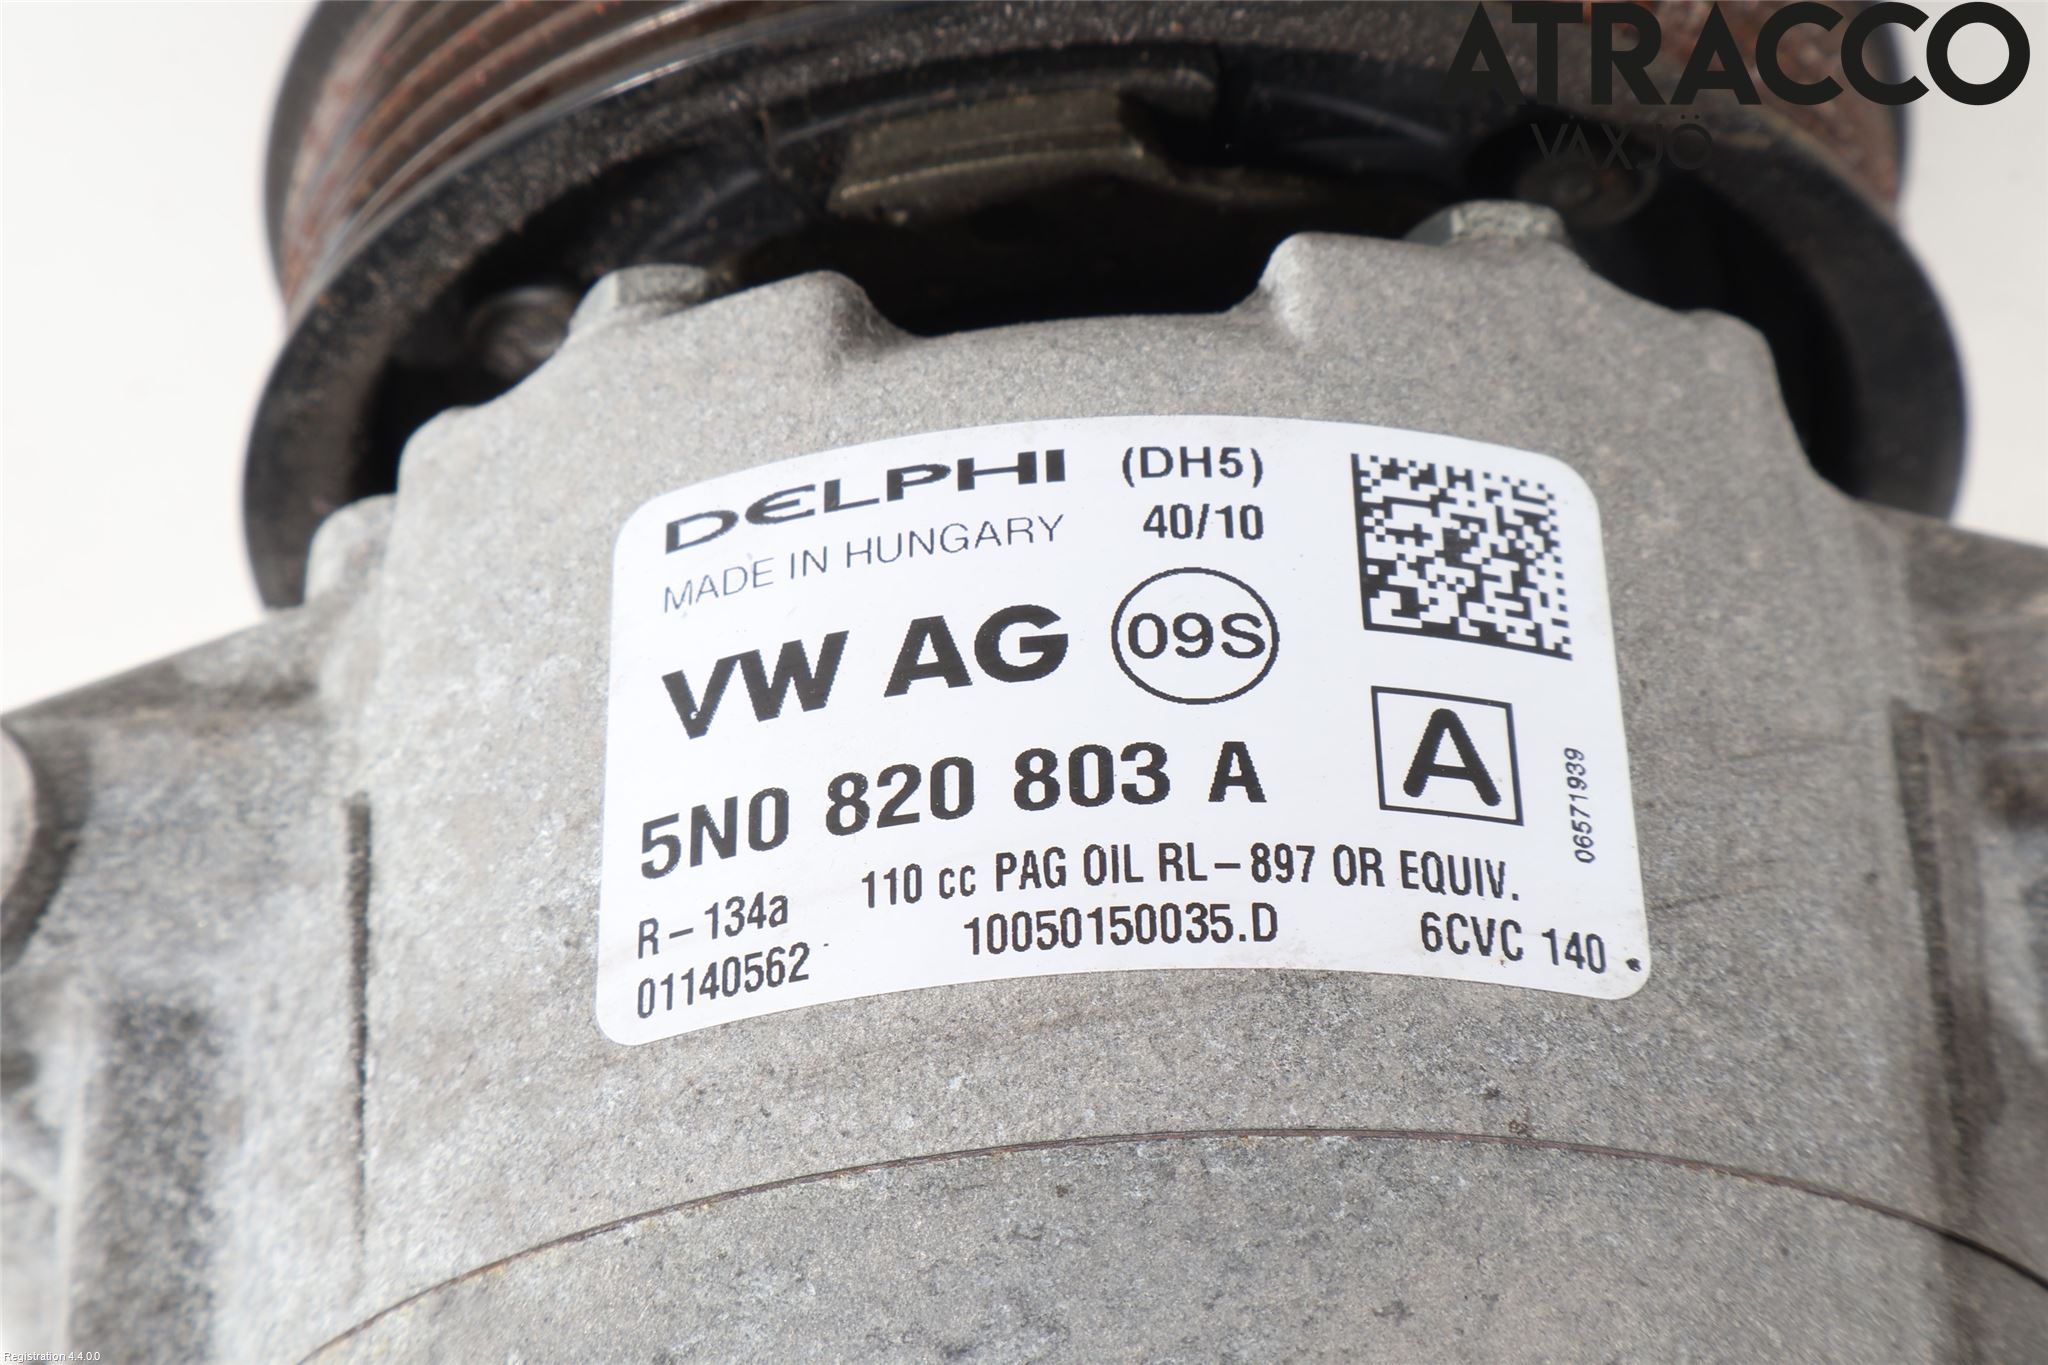 ATRACCO
VÄXJÖ
DELPHI (DH5)
MADE IN HUNGARY 40/10
VW AG 09S
5N0 820 803 A A
06571939
R-134a 110 cc PAG OIL RL-897 OR EQUIV.
01140562 10050150035.D 6CVC 140
Registration 4.4.0.0